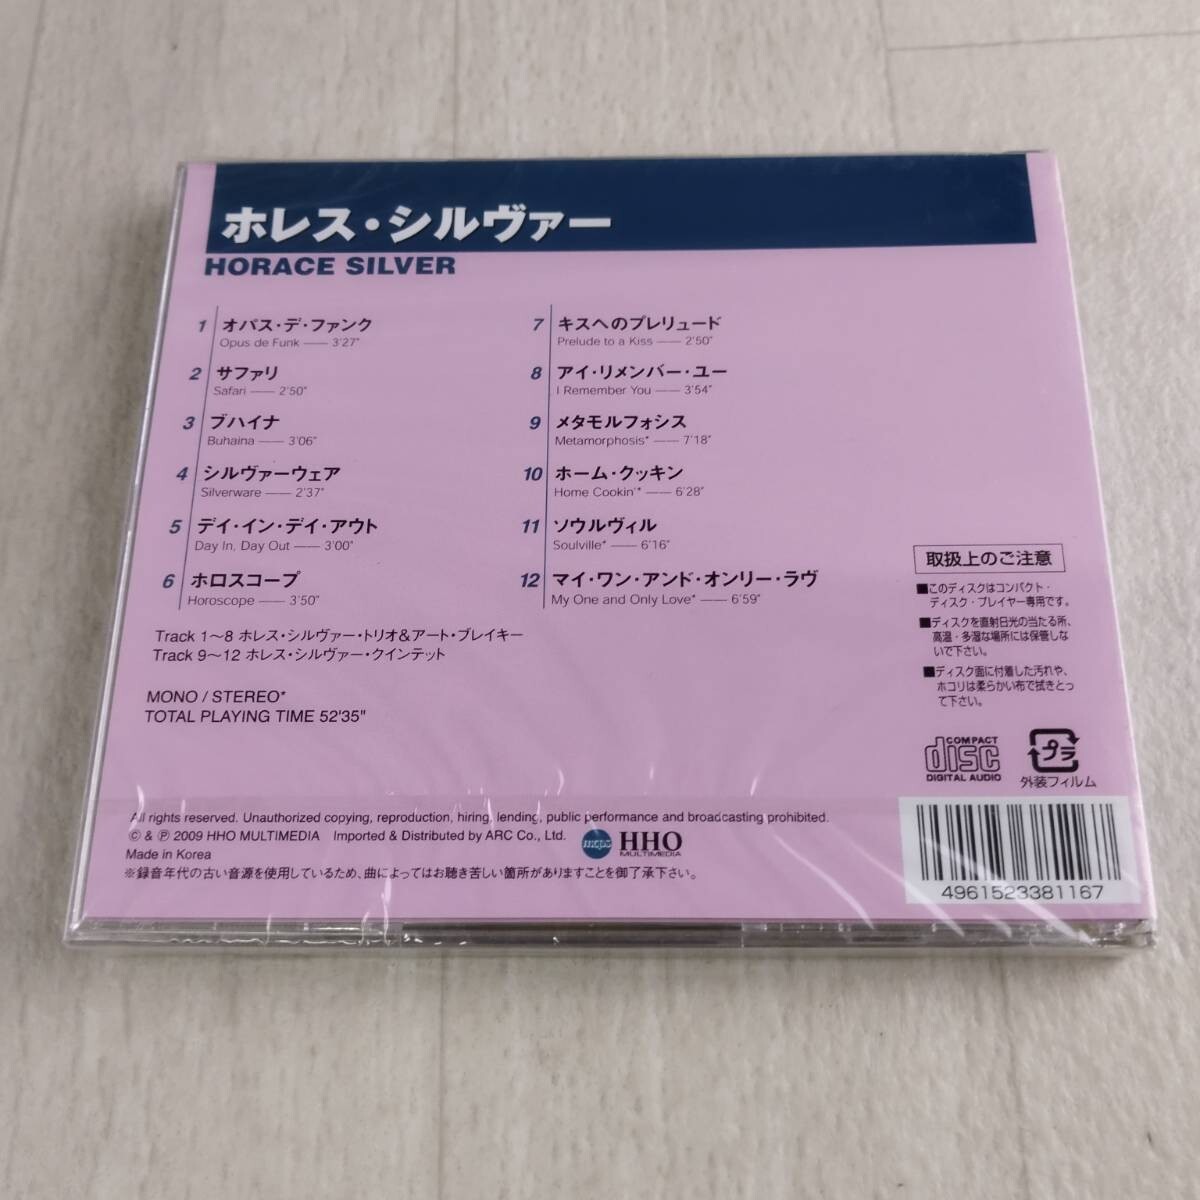 ホレス・シルヴァー
HORACE SILVER
1 オパス・デ・ファンク
Opus de Funk —— 3'27"
2 サファリ
Safari —— 2'50"
3 ブハイナ
Buhaina —— 3'06"
4 シルヴァーウェア
Silverware —— 2'37"
5 デイ・イン・デイ・アウト
Day In, Day Out —— 3'00"
6 ホロスコープ
Horoscope —— 3'50"
7 キスへのプレリュード
Prelude to a Kiss —— 2'50"
8 アイ・リメンバー・ユー
I Remember You —— 3'54"
9 メタモルフォシス
Metamorphosis* —— 7'18"
10 ホーム・クッキン
Home Cookin'* —— 6'28"
11 ソウルヴィル
Soulville* —— 6'16"
12 マイ・ワン・アンド・オンリー・ラヴ
My One and Only Love* —— 6'59"
Track 1〜8 ホレス・シルヴァー・トリオ&アート・ブレイキー
Track 9〜12 ホレス・シルヴァー・クインテット
MONO / STEREO*
TOTAL PLAYING TIME 52'35"
取扱上のご注意
■このディスクはコンパクト・
ディスク・プレイヤー専用です。
■ディスクを直射日光の当たる所、
高温・多湿な場所には保管しな
いで下さい。
■ディスク面に付着した汚れや、
ホコリは柔らかい布で拭きとっ
て下さい。
COMPACT
disc
DIGITAL AUDIO
プラ
外装フィルム
All rights reserved. Unauthorized copying, reproduction, hiring, lending, public performance and broadcasting prohibited.
© & ℗ 2009 HHO MULTIMEDIA Imported & Distributed by ARC Co., Ltd.
mcps
HHO
MULTIMEDIA
Made in Korea
※録音年代の古い音源を使用しているため、曲によってはお聴き苦しい箇所がありますことを御了承下さい。
4961523381167